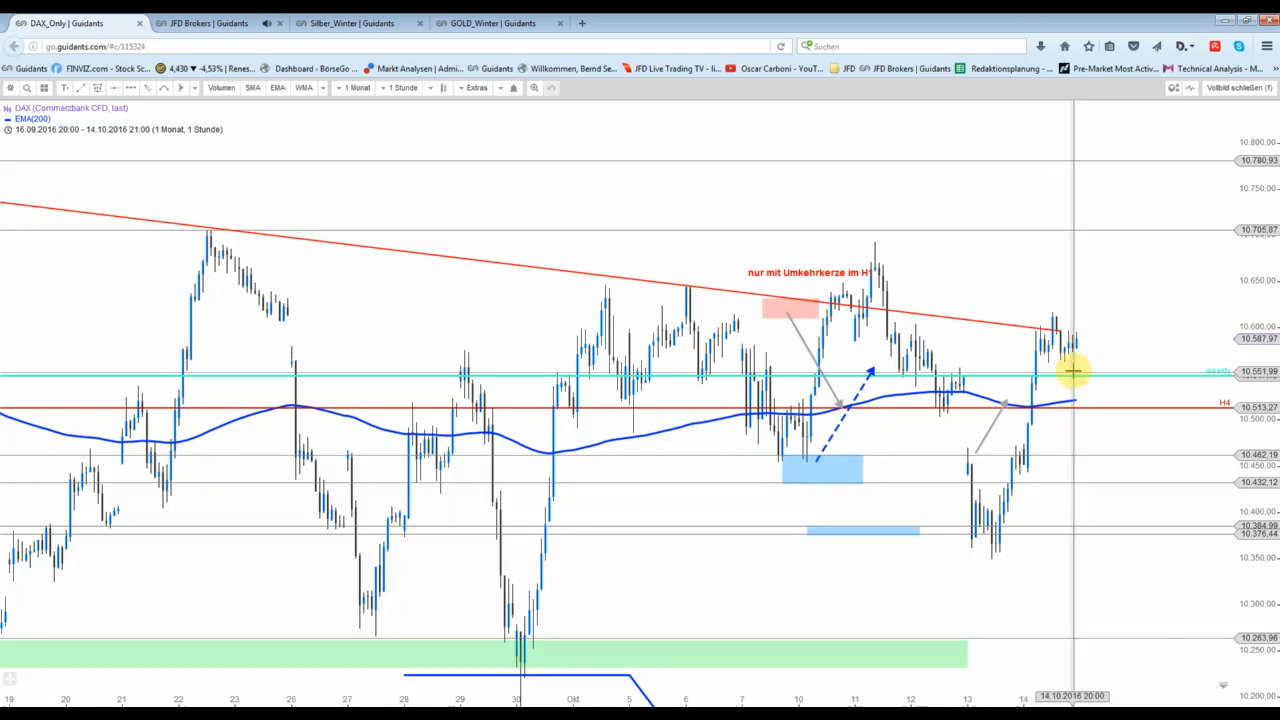 DAX_Only | Guidants
JFD Brokers | Guidants
Silber_Winter | Guidants
GOLD_Winter | Guidants
go.guidants.com/#c/115324
Suchen
Guidants
FINVIZ.com - Stock Sc...
4,430 ▼ -4,53% | Renes...
Dashboard - BörseGo ...
Markt Analysen | Admi...
Guidants
Willkommen, Bernd Se...
JFD Live Trading TV - li...
Oscar Carboni - YouT...
JFD
JFD Brokers | Guidants
Redaktionsplanung - ...
Pre-Market Most Activ...
Technical Analysis - M...
Volumen
SMA
EMA
WMA
1 Monat
1 Stunde
Extras
Vollbild schließen (f)
DAX (Commerzbank CFD, last)
EMA(200)
16.09.2016 20:00 - 14.10.2016 21:00 (1 Monat, 1 Stunde)
10.800,00
10.780,93
10.750,00
10.705,87
nur mit Umkehrkerze im H1
10.650,00
10.600,00
10.587,97
weekly
10.551,99
H4
10.513,27
10.500,00
10.462,19
10.450,00
10.432,12
10.400,00
10.384,99
10.376,44
10.350,00
10.300,00
10.263,96
10.250,00
10.200,00
19 20 21 22 23 26 27 28 29 30 Okt 5 6 7 10 11 12 13 14
14.10.2016 20:00